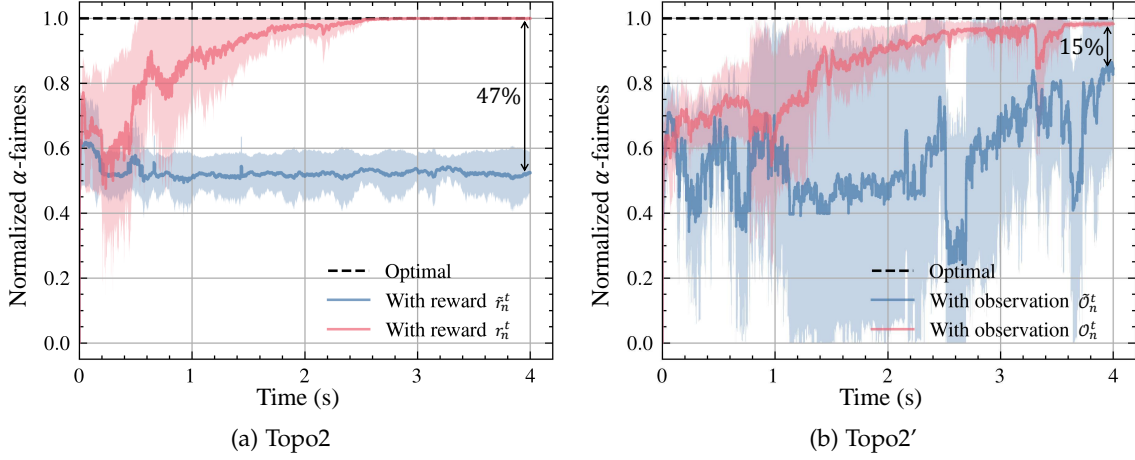 Normalized α-fairness
1.0
0.8
0.6
0.4
0.2
0.0
47%
Optimal
With reward r̃ₙᵗ
With reward rₙᵗ
0
1
2
3
4
Time (s)
(a) Topo2
Normalized α-fairness
1.0
0.8
0.6
0.4
0.2
0.0
15%
Optimal
With observation Õₙᵗ
With observation Oₙᵗ
0
1
2
3
4
Time (s)
(b) Topo2′